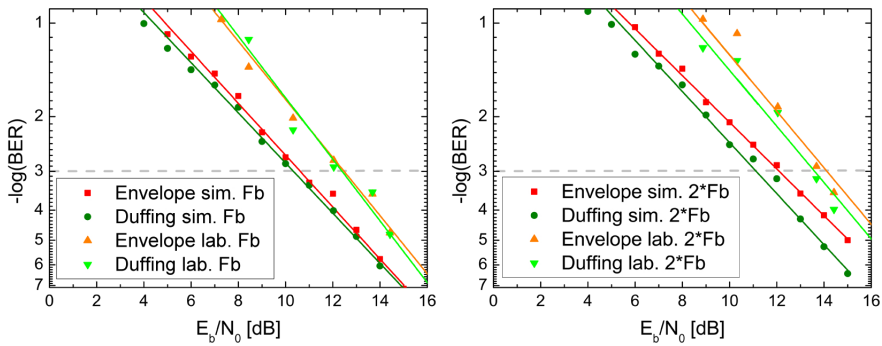 -log(BER)
1
2
3
4
5
6
7
Envelope sim. Fb
Duffing sim. Fb
Envelope lab. Fb
Duffing lab. Fb
0 2 4 6 8 10 12 14 16
E_b/N_0 [dB]
-log(BER)
1
2
3
4
5
6
7
Envelope sim. 2*Fb
Duffing sim. 2*Fb
Envelope lab. 2*Fb
Duffing lab. 2*Fb
0 2 4 6 8 10 12 14 16
E_b/N_0 [dB]